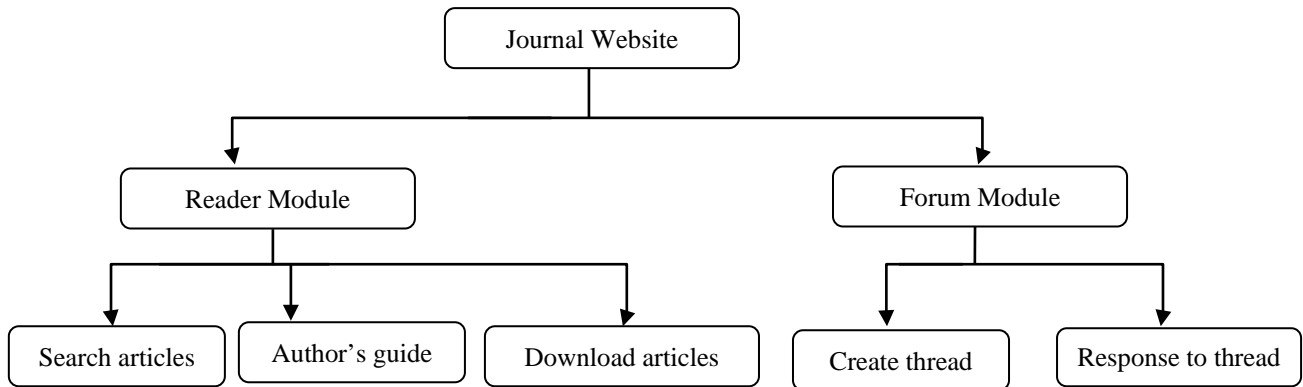 Journal Website
Reader Module
Forum Module
Search articles
Author’s guide
Download articles
Create thread
Response to thread